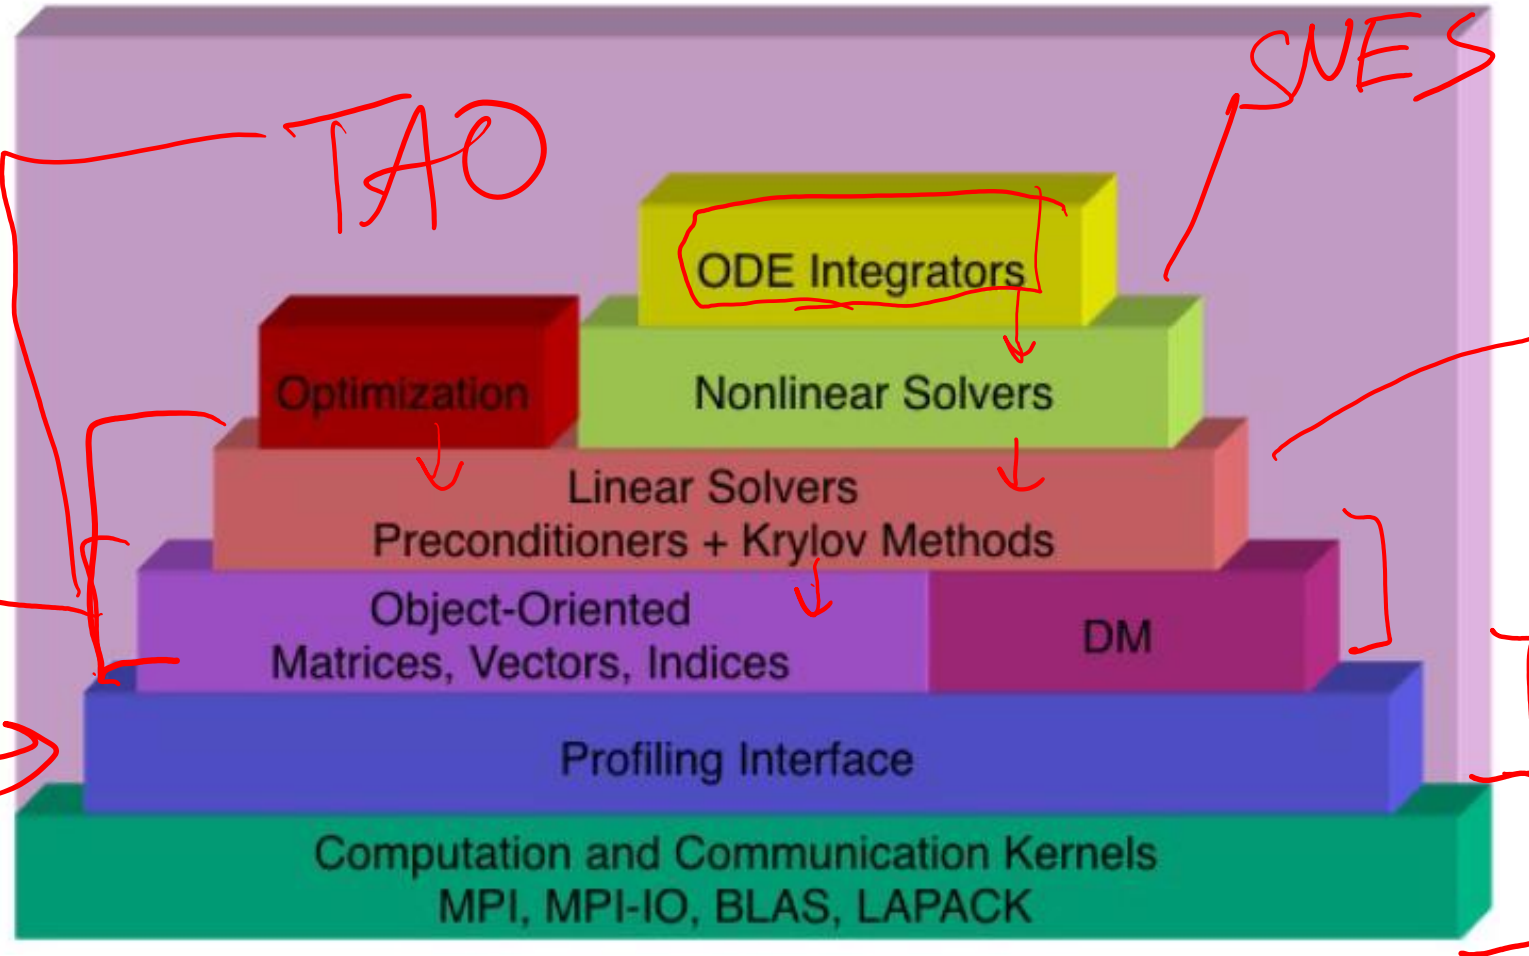 SNES
TAO
ODE Integrators
Optimization
Nonlinear Solvers
Linear Solvers
Preconditioners + Krylov Methods
Object-Oriented
Matrices, Vectors, Indices
DM
Profiling Interface
Computation and Communication Kernels
MPI, MPI-IO, BLAS, LAPACK